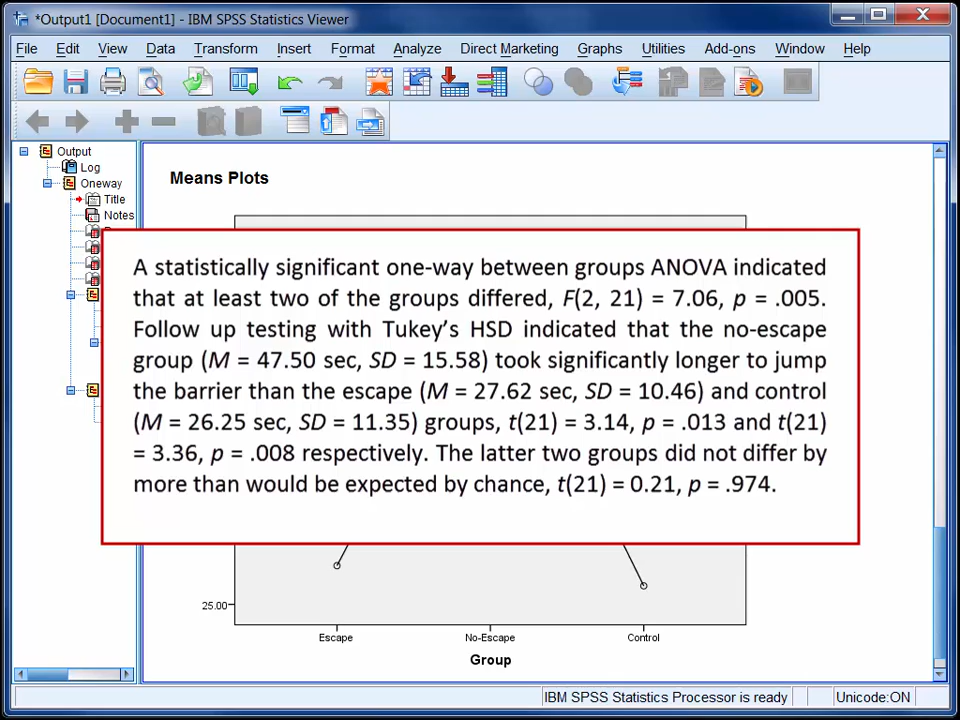 *Output1 [Document1] - IBM SPSS Statistics Viewer
File Edit View Data Transform Insert Format Analyze Direct Marketing Graphs Utilities Add-ons Window Help
Output
Log
Oneway
Title
Notes
Means Plots
A statistically significant one-way between groups ANOVA indicated
that at least two of the groups differed, F(2, 21) = 7.06, p = .005.
Follow up testing with Tukey’s HSD indicated that the no-escape
group (M = 47.50 sec, SD = 15.58) took significantly longer to jump
the barrier than the escape (M = 27.62 sec, SD = 10.46) and control
(M = 26.25 sec, SD = 11.35) groups, t(21) = 3.14, p = .013 and t(21)
= 3.36, p = .008 respectively. The latter two groups did not differ by
more than would be expected by chance, t(21) = 0.21, p = .974.
25.00
Escape No-Escape Control
Group
IBM SPSS Statistics Processor is ready Unicode:ON